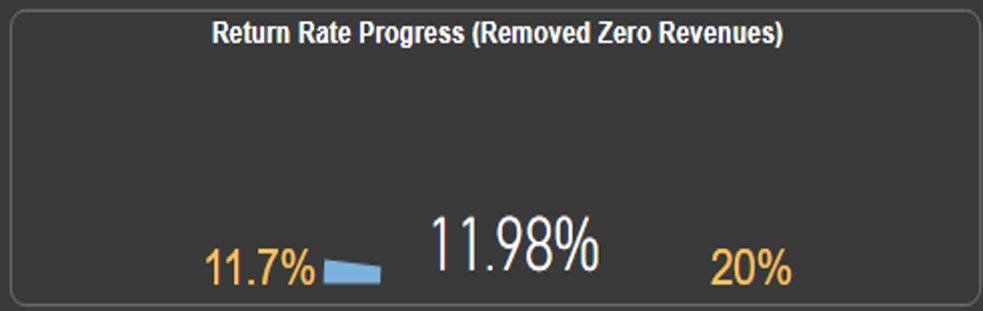 Return Rate Progress (Removed Zero Revenues)
11.7% 11.98% 20%